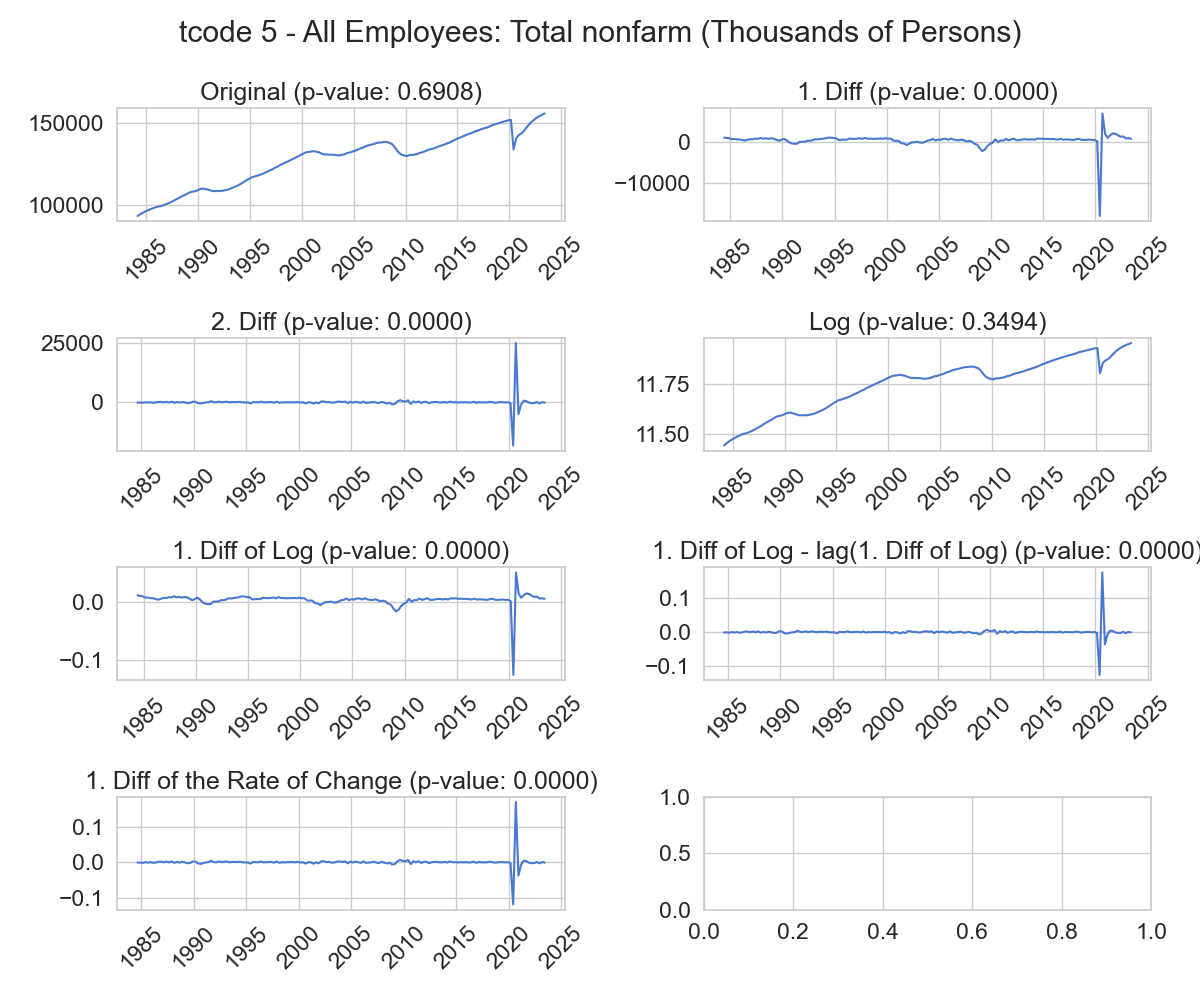 tcode 5 - All Employees: Total nonfarm (Thousands of Persons)
Original (p-value: 0.6908)
150000
100000
1985 1990 1995 2000 2005 2010 2015 2020 2025
1. Diff (p-value: 0.0000)
0
−10000
1985 1990 1995 2000 2005 2010 2015 2020 2025
2. Diff (p-value: 0.0000)
25000
0
1985 1990 1995 2000 2005 2010 2015 2020 2025
Log (p-value: 0.3494)
11.75
11.50
1985 1990 1995 2000 2005 2010 2015 2020 2025
1. Diff of Log (p-value: 0.0000)
0.0
−0.1
1985 1990 1995 2000 2005 2010 2015 2020 2025
1. Diff of Log - lag(1. Diff of Log) (p-value: 0.0000)
0.1
0.0
−0.1
1985 1990 1995 2000 2005 2010 2015 2020 2025
1. Diff of the Rate of Change (p-value: 0.0000)
0.1
0.0
−0.1
1985 1990 1995 2000 2005 2010 2015 2020 2025
1.0
0.5
0.0
0.0 0.2 0.4 0.6 0.8 1.0